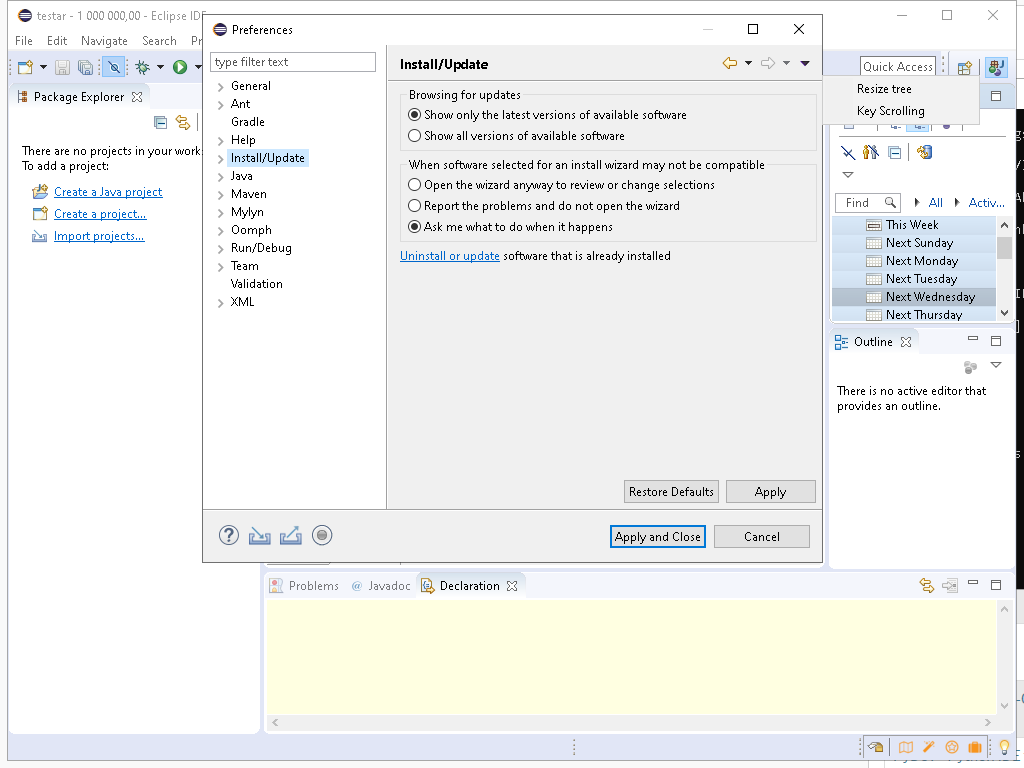 testar - 1 000 000,00 - Eclipse IDE
File Edit Navigate Search
Quick Access
Package Explorer
There are no projects in your work
To add a project:
Create a Java project
Create a project...
Import projects...
Preferences
type filter text
General
Ant
Gradle
Help
Install/Update
Java
Maven
Mylyn
Oomph
Run/Debug
Team
Validation
XML
Install/Update
Browsing for updates
Show only the latest versions of available software
Show all versions of available software
When software selected for an install wizard may not be compatible
Open the wizard anyway to review or change selections
Report the problems and do not open the wizard
Ask me what to do when it happens
Uninstall or update software that is already installed
Restore Defaults Apply
Apply and Close Cancel
Resize tree
Key Scrolling
Find All Activ...
This Week
Next Sunday
Next Monday
Next Tuesday
Next Wednesday
Next Thursday
Outline
There is no active editor that
provides an outline.
Problems @ Javadoc Declaration